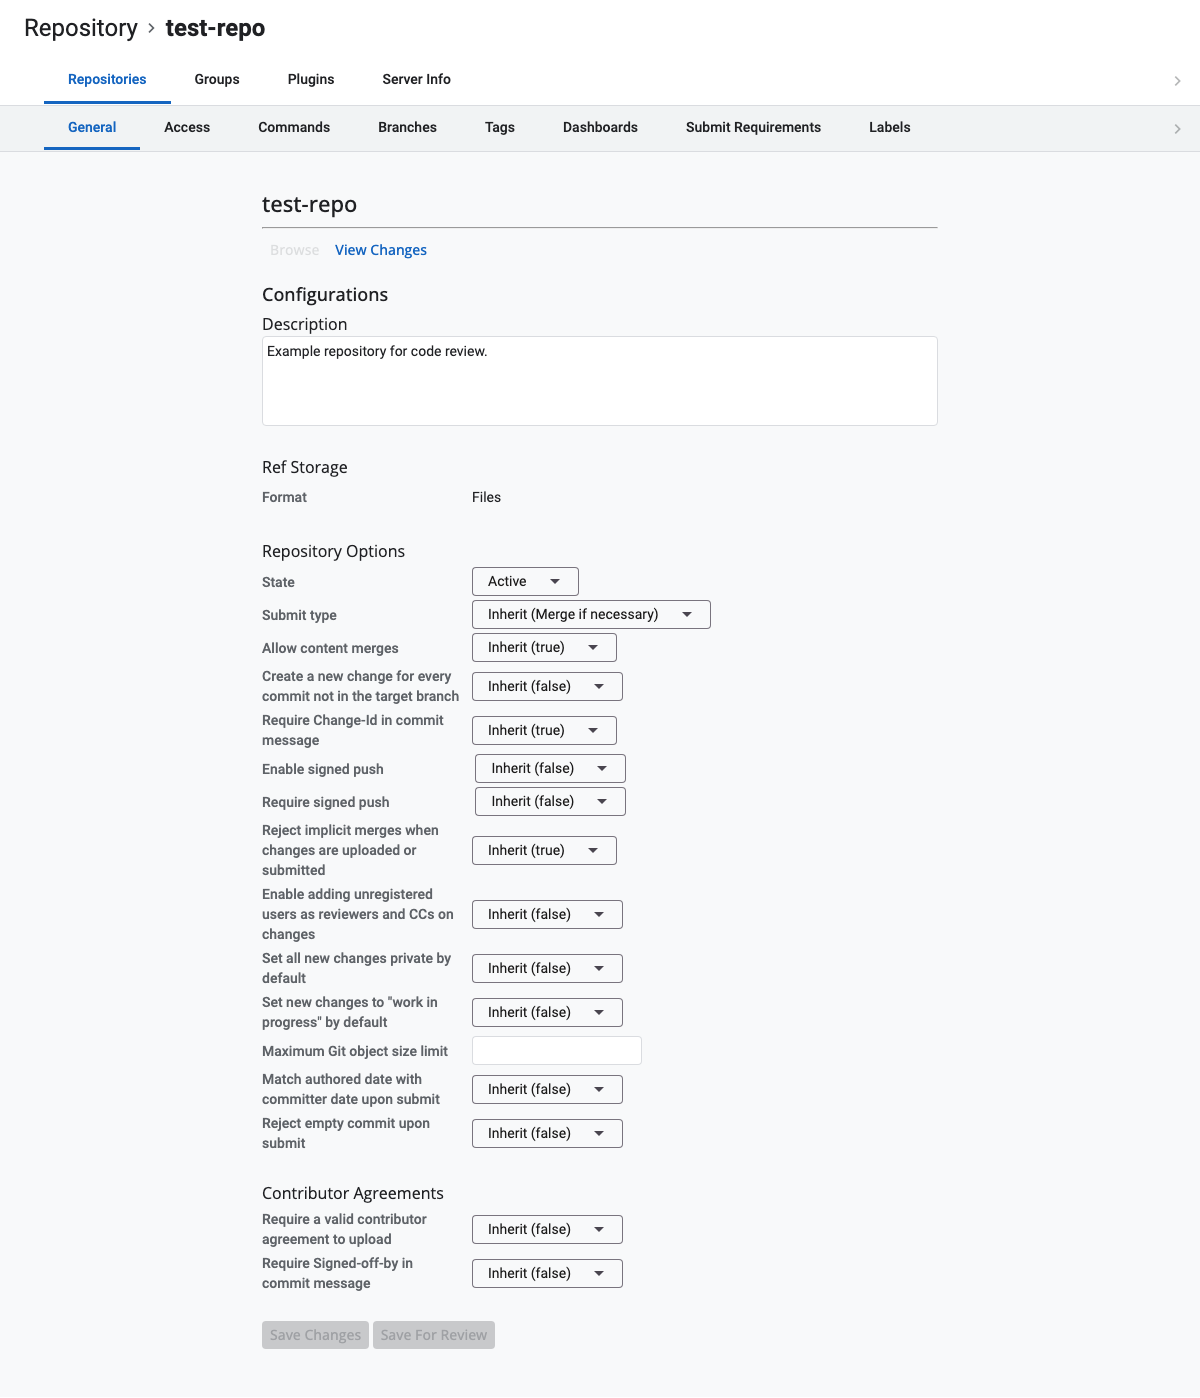 Repository > test-repo
Repositories Groups Plugins Server Info
General Access Commands Branches Tags Dashboards Submit Requirements Labels
test-repo
Browse View Changes
Configurations
Description
Example repository for code review.
Ref Storage
Format Files
Repository Options
State Active
Submit type Inherit (Merge if necessary)
Allow content merges Inherit (true)
Create a new change for every
commit not in the target branch Inherit (false)
Require Change-Id in commit
message Inherit (true)
Enable signed push Inherit (false)
Require signed push Inherit (false)
Reject implicit merges when
changes are uploaded or Inherit (true)
submitted
Enable adding unregistered
users as reviewers and CCs on Inherit (false)
changes
Set all new changes private by
default Inherit (false)
Set new changes to "work in
progress" by default Inherit (false)
Maximum Git object size limit
Match authored date with
committer date upon submit Inherit (false)
Reject empty commit upon
submit Inherit (false)
Contributor Agreements
Require a valid contributor
agreement to upload Inherit (false)
Require Signed-off-by in
commit message Inherit (false)
Save Changes Save For Review